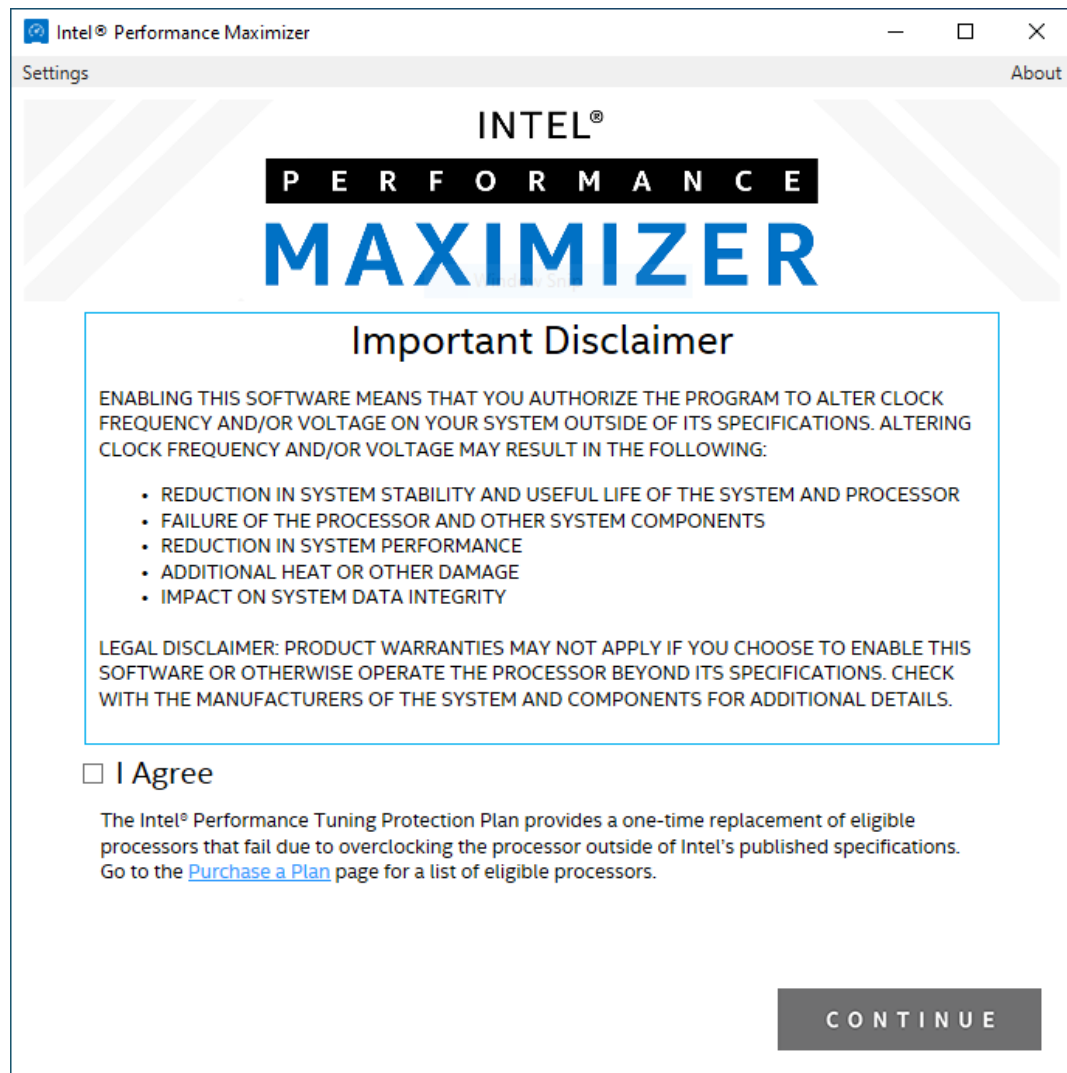 Intel® Performance Maximizer
Settings
About
INTEL®
PERFORMANCE
MAXIMIZER
Window Snip
Important Disclaimer
ENABLING THIS SOFTWARE MEANS THAT YOU AUTHORIZE THE PROGRAM TO ALTER CLOCK
FREQUENCY AND/OR VOLTAGE ON YOUR SYSTEM OUTSIDE OF ITS SPECIFICATIONS. ALTERING
CLOCK FREQUENCY AND/OR VOLTAGE MAY RESULT IN THE FOLLOWING:
• REDUCTION IN SYSTEM STABILITY AND USEFUL LIFE OF THE SYSTEM AND PROCESSOR
• FAILURE OF THE PROCESSOR AND OTHER SYSTEM COMPONENTS
• REDUCTION IN SYSTEM PERFORMANCE
• ADDITIONAL HEAT OR OTHER DAMAGE
• IMPACT ON SYSTEM DATA INTEGRITY
LEGAL DISCLAIMER: PRODUCT WARRANTIES MAY NOT APPLY IF YOU CHOOSE TO ENABLE THIS
SOFTWARE OR OTHERWISE OPERATE THE PROCESSOR BEYOND ITS SPECIFICATIONS. CHECK
WITH THE MANUFACTURERS OF THE SYSTEM AND COMPONENTS FOR ADDITIONAL DETAILS.
I Agree
The Intel® Performance Tuning Protection Plan provides a one-time replacement of eligible
processors that fail due to overclocking the processor outside of Intel's published specifications.
Go to the Purchase a Plan page for a list of eligible processors.
CONTINUE